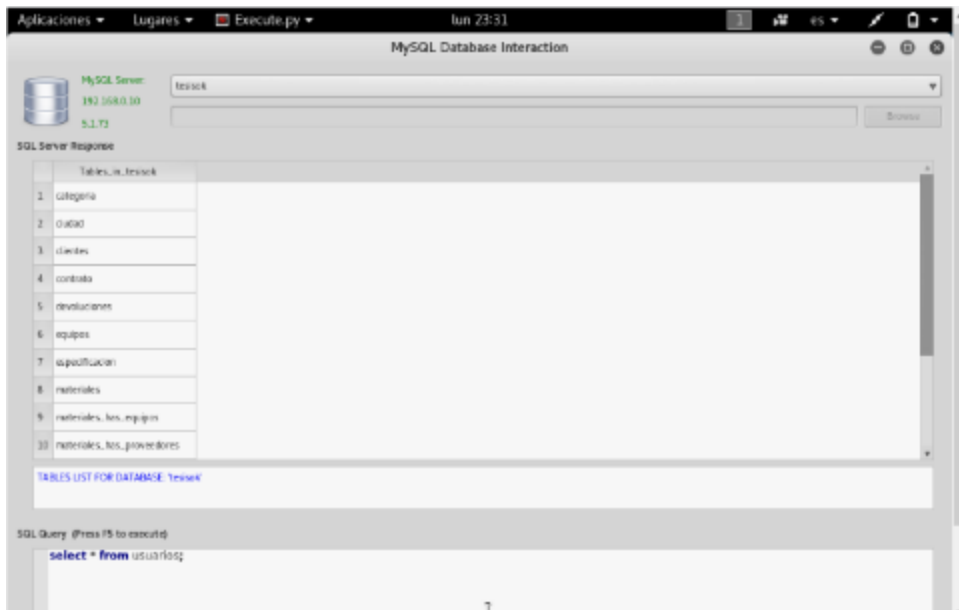 Aplicaciones Lugares Execute.py lun 23:31 1 es
MySQL Database Interaction
MySQL Server:
192.168.0.10
5.1.73
tesisok
Browse
SQL Server Response
Tables_in_tesisok
1 categoria
2 ciudad
3 clientes
4 contrato
5 devoluciones
6 equipos
7 especificacion
8 materiales
9 materiales_has_equipos
10 materiales_has_proveedores
TABLES LIST FOR DATABASE: 'tesisok'
SQL Query (Press F5 to execute)
select * from usuarios;
7